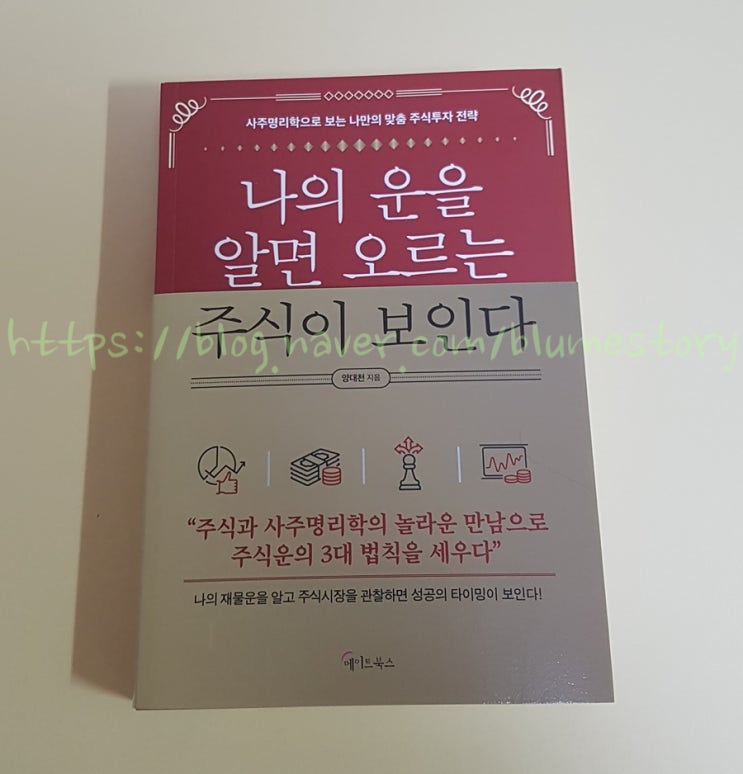 사주명리학으로 보는 나만의 맞춤 주식투자 전략
나의 운을
알면 오르는
주식이 보인다
https://blog.naver.com/blumestory
양대천 지음
“주식과 사주명리학의 놀라운 만남으로
주식운의 3대 법칙을 세우다”
나의 재물운을 알고 주식시장을 관찰하면 성공의 타이밍이 보인다!
메이트북스